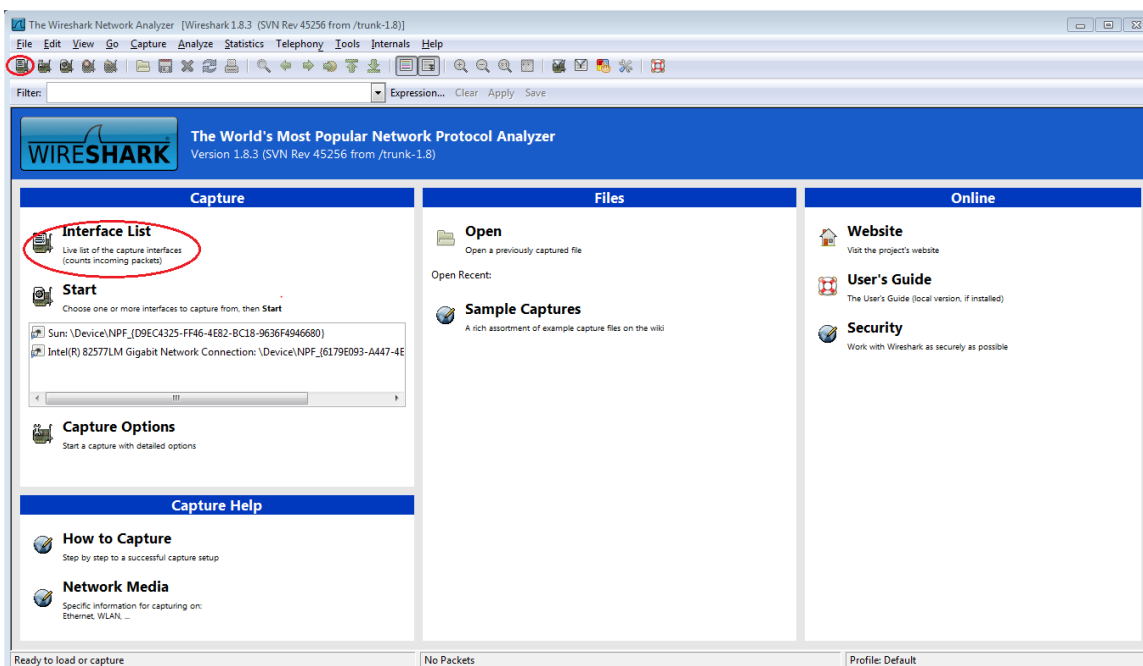 The Wireshark Network Analyzer [Wireshark 1.8.3 (SVN Rev 45256 from /trunk-1.8)]
File Edit View Go Capture Analyze Statistics Telephony Tools Internals Help
Filter: Expression... Clear Apply Save
WIRESHARK
The World's Most Popular Network Protocol Analyzer
Version 1.8.3 (SVN Rev 45256 from /trunk-1.8)
Capture
Interface List
Live list of the capture interfaces
(counts incoming packets)
Start
Choose one or more interfaces to capture from, then Start
Sun: \Device\NPF_{D9EC4325-FF46-4E82-BC18-9636F4946680}
Intel(R) 82577LM Gigabit Network Connection: \Device\NPF_{6179E093-A447-4E
Capture Options
Start a capture with detailed options
Capture Help
How to Capture
Step by step to a successful capture setup
Network Media
Specific information for capturing on:
Ethernet, WLAN, ...
Files
Open
Open a previously captured file
Open Recent:
Sample Captures
A rich assortment of example capture files on the wiki
Online
Website
Visit the project's website
User's Guide
The User's Guide (local version, if installed)
Security
Work with Wireshark as securely as possible
Ready to load or capture
No Packets
Profile: Default